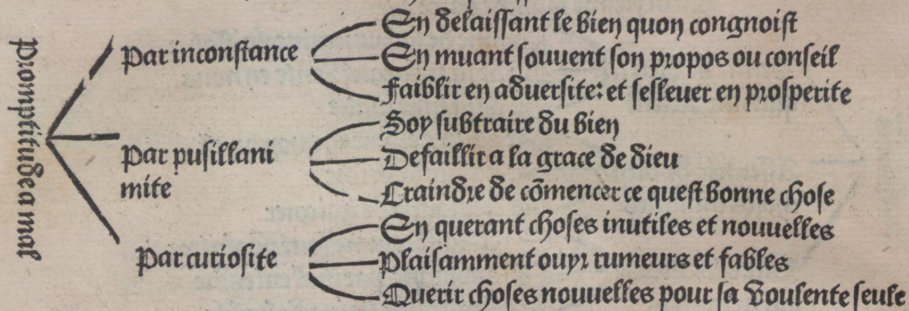 Promptitude a mal
Par inconstance
En delaissant le bien quon congnoist
En muant souuent son propos ou conseil
Faiblir en aduersite: et sesleuer en prosperite
Par pusillani
mite
Soy subtraire du bien
Defaillir a la grace de dieu
Craindre de cōmencer ce quest bonne chose
Par curiosite
En querant choses inutiles et nouuelles
Plaisamment ouyr rumeurs et fables
Querir choses nouuelles pour sa voulente seule